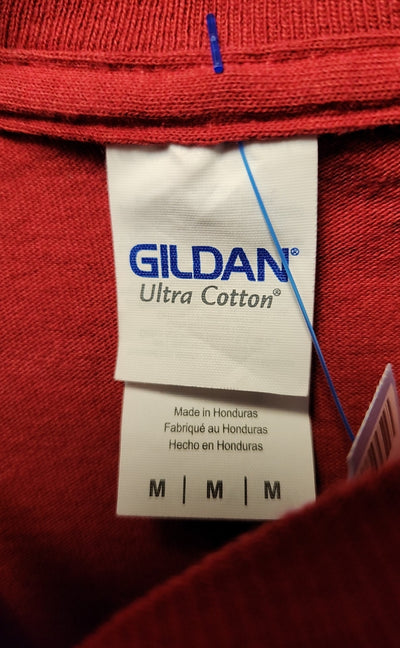 GILDAN®
Ultra Cotton®
Made in Honduras
Fabriqué au Honduras
Hecho en Honduras
M | M | M